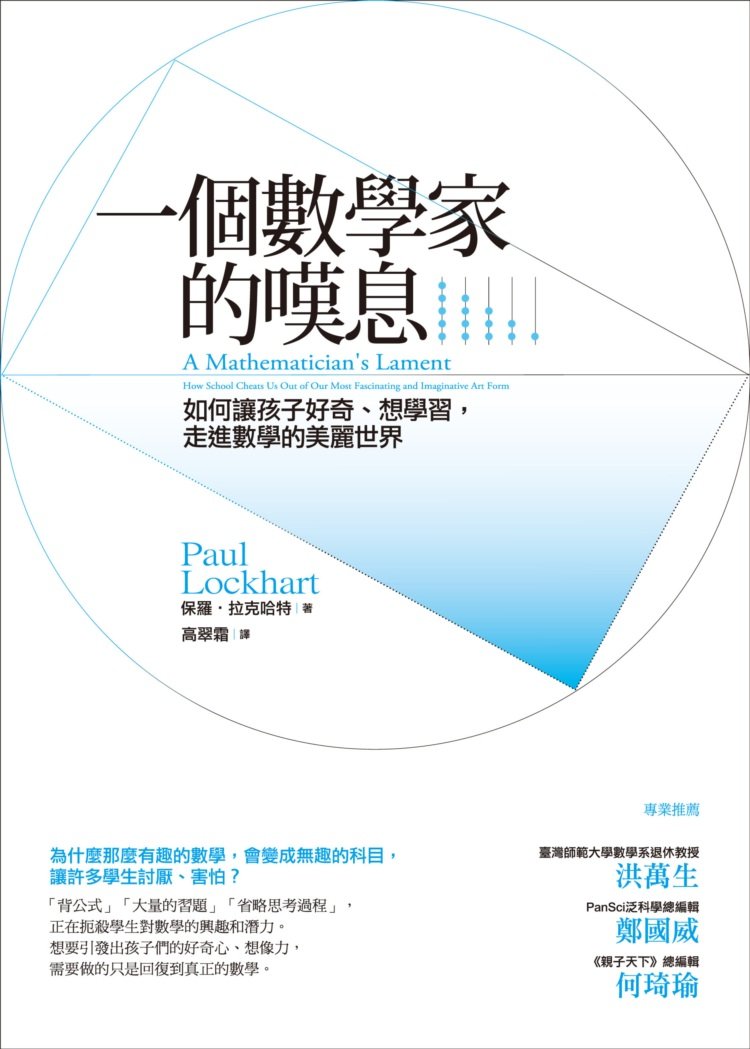 一個數學家
的嘆息
A Mathematician's Lament
How School Cheats Us Out of Our Most Fascinating and Imaginative Art Form
如何讓孩子好奇、想學習，
走進數學的美麗世界
Paul
Lockhart
保羅・拉克哈特|著
高翠霜|譯
為什麼那麼有趣的數學，會變成無趣的科目，
讓許多學生討厭、害怕？
「背公式」「大量的習題」「省略思考過程」，
正在扼殺學生對數學的興趣和潛力。
想要引發出孩子們的好奇心、想像力，
需要做的只是回復到真正的數學。
專業推薦
臺灣師範大學數學系退休教授
洪萬生
PanSci泛科學總編輯
鄭國威
《親子天下》總編輯
何琦瑜